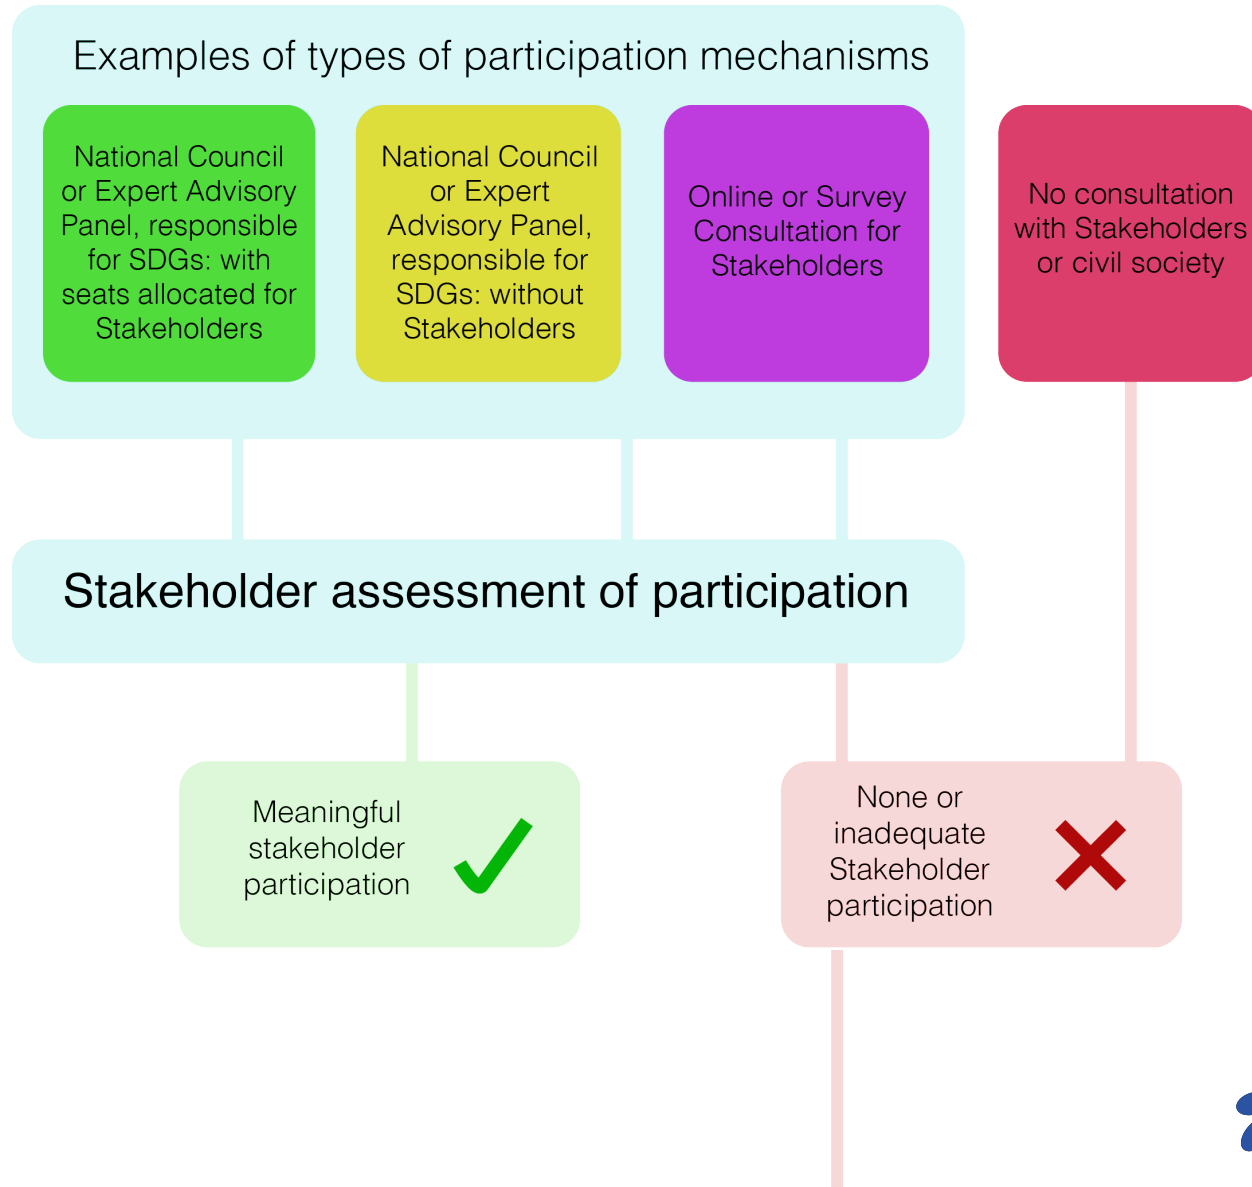 Examples of types of participation mechanisms
National Council
or Expert Advisory
Panel, responsible
for SDGs: with
seats allocated for
Stakeholders
National Council
or Expert
Advisory Panel,
responsible for
SDGs: without
Stakeholders
Online or Survey
Consultation for
Stakeholders
No consultation
with Stakeholders
or civil society
Stakeholder assessment of participation
Meaningful
stakeholder
participation
None or
inadequate
Stakeholder
participation